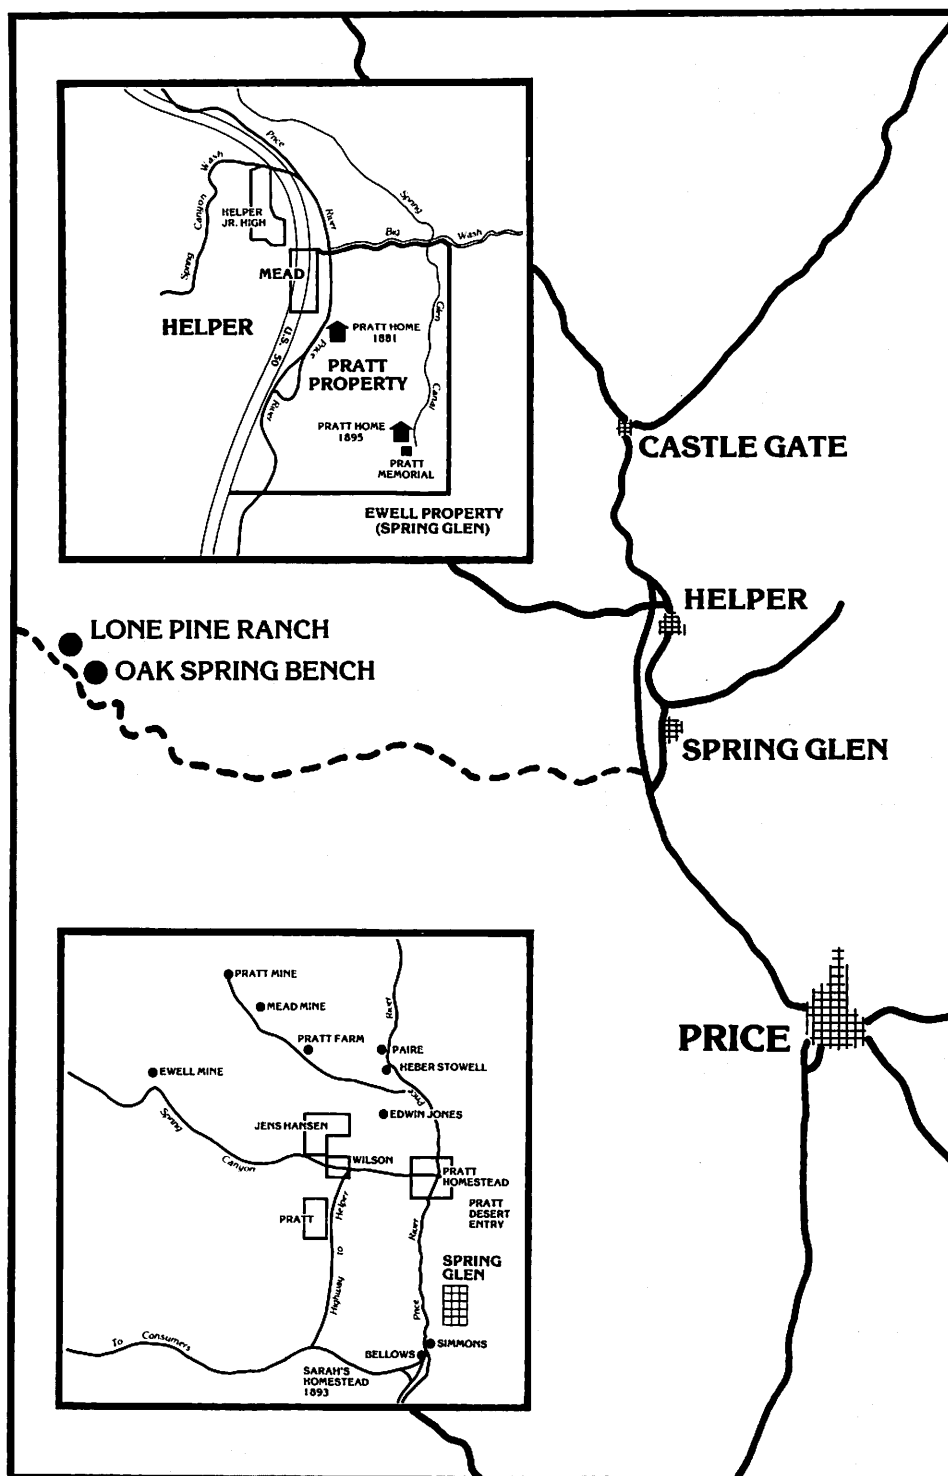 Price
River
Spring
Canyon
Wash
HELPER
JR. HIGH
Spring
Big
Wash
MEAD
HELPER
U.S. 50
Glen
Canal
PRATT HOME
1881
Price
River
PRATT
PROPERTY
PRATT HOME
1895
PRATT
MEMORIAL
EWELL PROPERTY
(SPRING GLEN)
CASTLE GATE
HELPER
LONE PINE RANCH
OAK SPRING BENCH
SPRING GLEN
PRICE
PRATT MINE
MEAD MINE
River
PRATT FARM
PAIRE
HEBER STOWELL
EWELL MINE
Price
EDWIN JONES
Spring
Canyon
JENS HANSEN
WILSON
PRATT
HOMESTEAD
PRATT
DESERT
ENTRY
PRATT
Highway to Helper
River
Price
SPRING
GLEN
To Consumers
SIMMONS
BELLOWS
SARAH'S
HOMESTEAD
1893